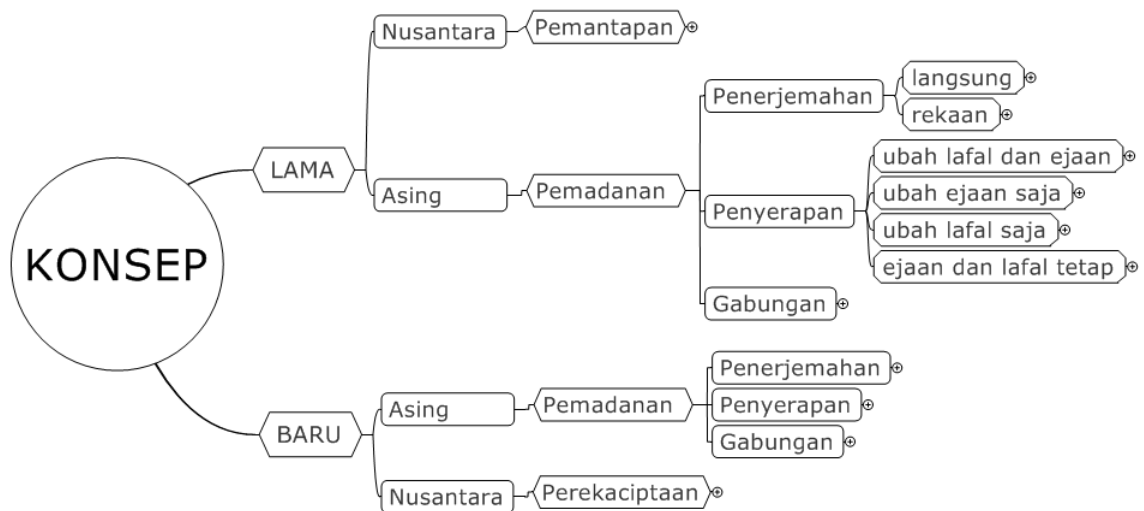 KONSEP
LAMA
Nusantara
Pemantapan
Asing
Pemadanan
Penerjemahan
langsung
rekaan
Penyerapan
ubah lafal dan ejaan
ubah ejaan saja
ubah lafal saja
ejaan dan lafal tetap
Gabungan
BARU
Asing
Pemadanan
Penerjemahan
Penyerapan
Gabungan
Nusantara
Perekaciptaan